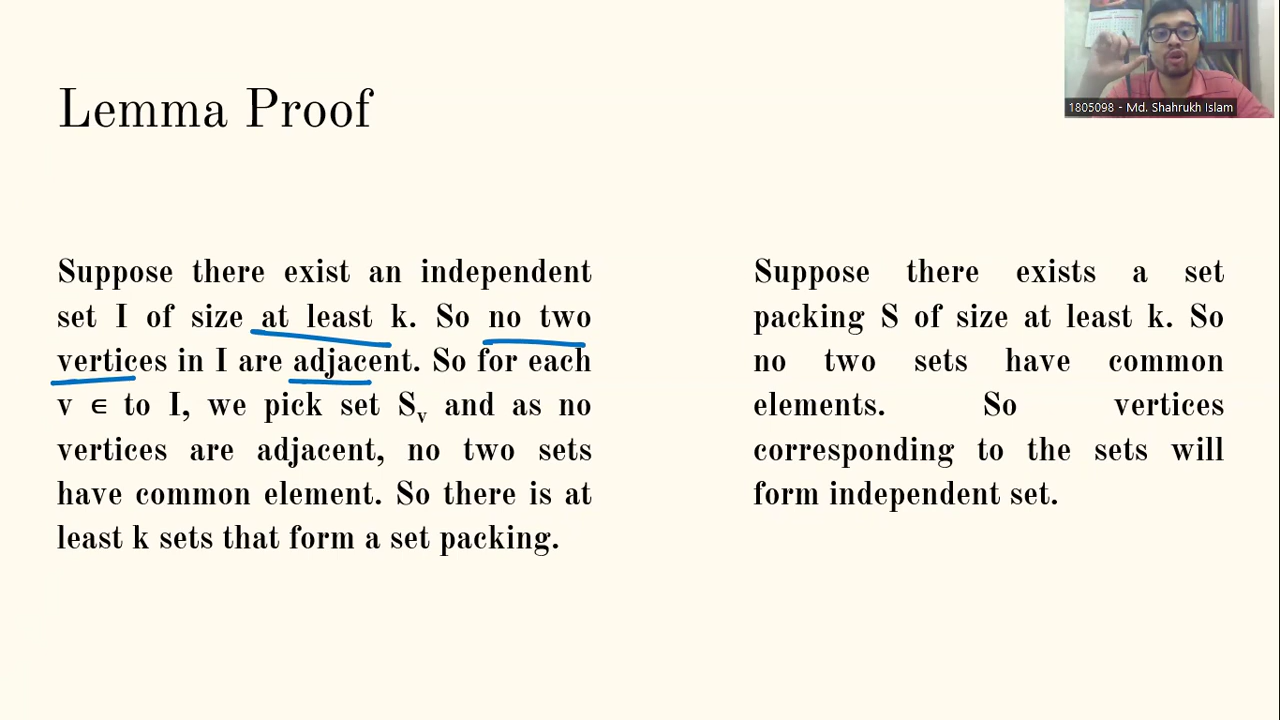 Lemma Proof
Suppose there exist an independent
set I of size at least k. So no two
vertices in I are adjacent. So for each
v ∈ to I, we pick set Sv and as no
vertices are adjacent, no two sets
have common element. So there is at
least k sets that form a set packing.
Suppose there exists a set
packing S of size at least k. So
no two sets have common
elements. So vertices
corresponding to the sets will
form independent set.
1805098 - Md. Shahrukh Islam